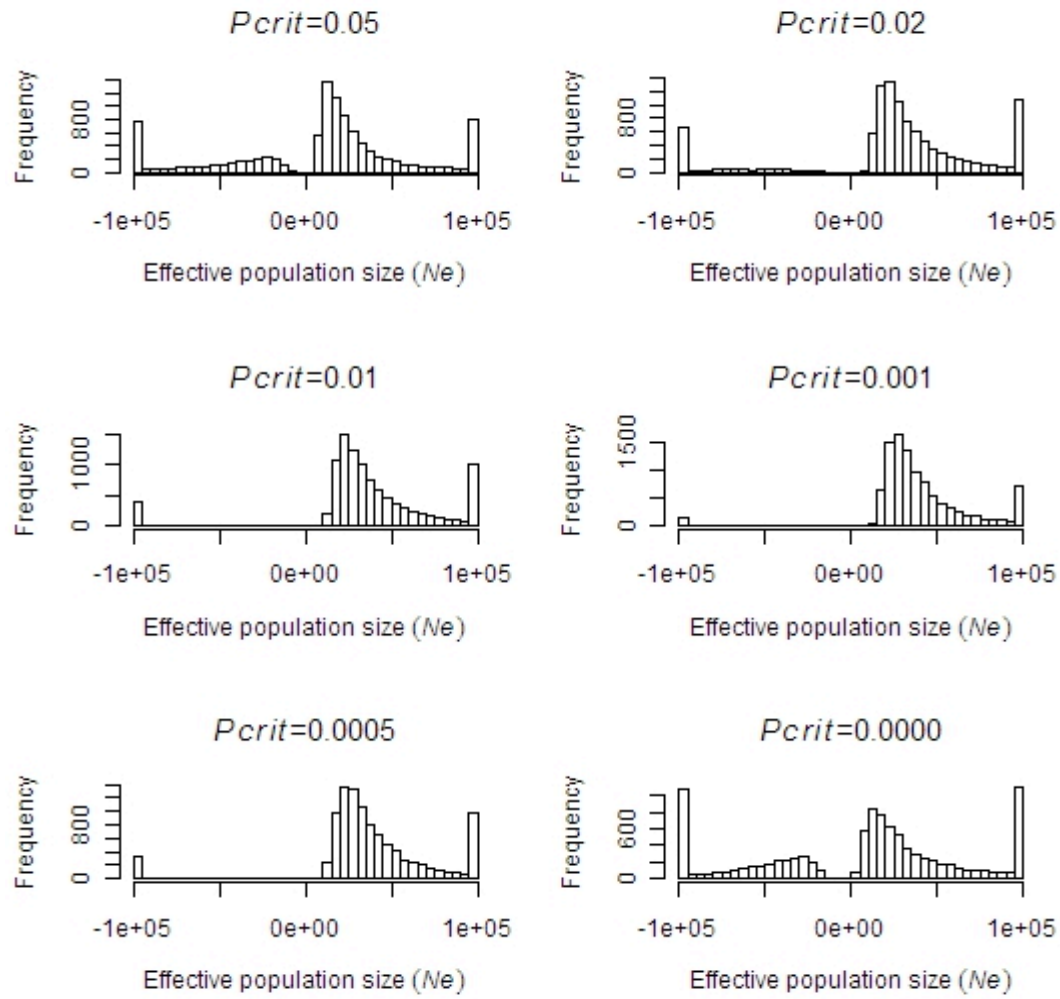 Pcrit=0.05
Frequency
800
0
-1e+05 0e+00 1e+05
Effective population size (Ne)
Pcrit=0.02
Frequency
800
0
-1e+05 0e+00 1e+05
Effective population size (Ne)
Pcrit=0.01
Frequency
1000
0
-1e+05 0e+00 1e+05
Effective population size (Ne)
Pcrit=0.001
Frequency
1500
0
-1e+05 0e+00 1e+05
Effective population size (Ne)
Pcrit=0.0005
Frequency
800
0
-1e+05 0e+00 1e+05
Effective population size (Ne)
Pcrit=0.0000
Frequency
600
0
-1e+05 0e+00 1e+05
Effective population size (Ne)